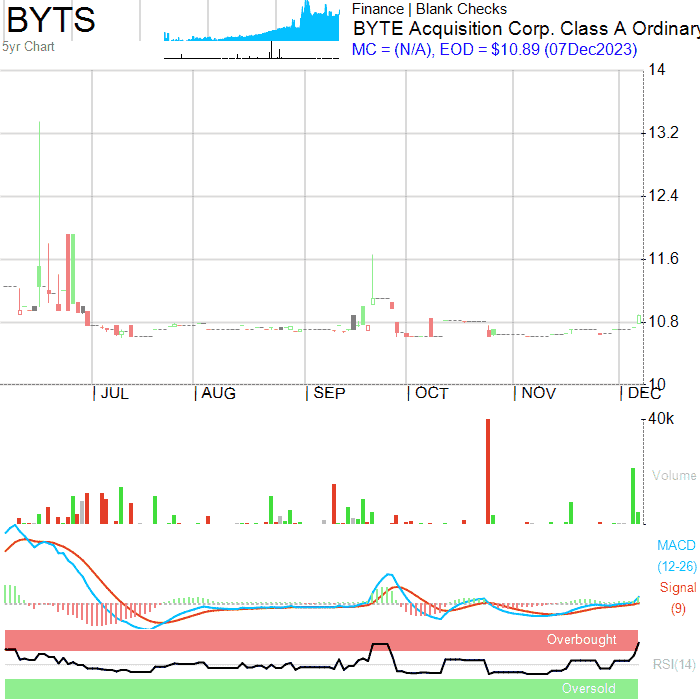 BYTS
5yr Chart
Finance | Blank Checks
BYTE Acquisition Corp. Class A Ordinary
MC = (N/A), EOD = $10.89 (07Dec2023)
14
13.2
12.4
11.6
10.8
10
JUL
AUG
SEP
OCT
NOV
DEC
40k
Volume
MACD
(12-26)
Signal
(9)
Overbought
RSI(14)
Oversold